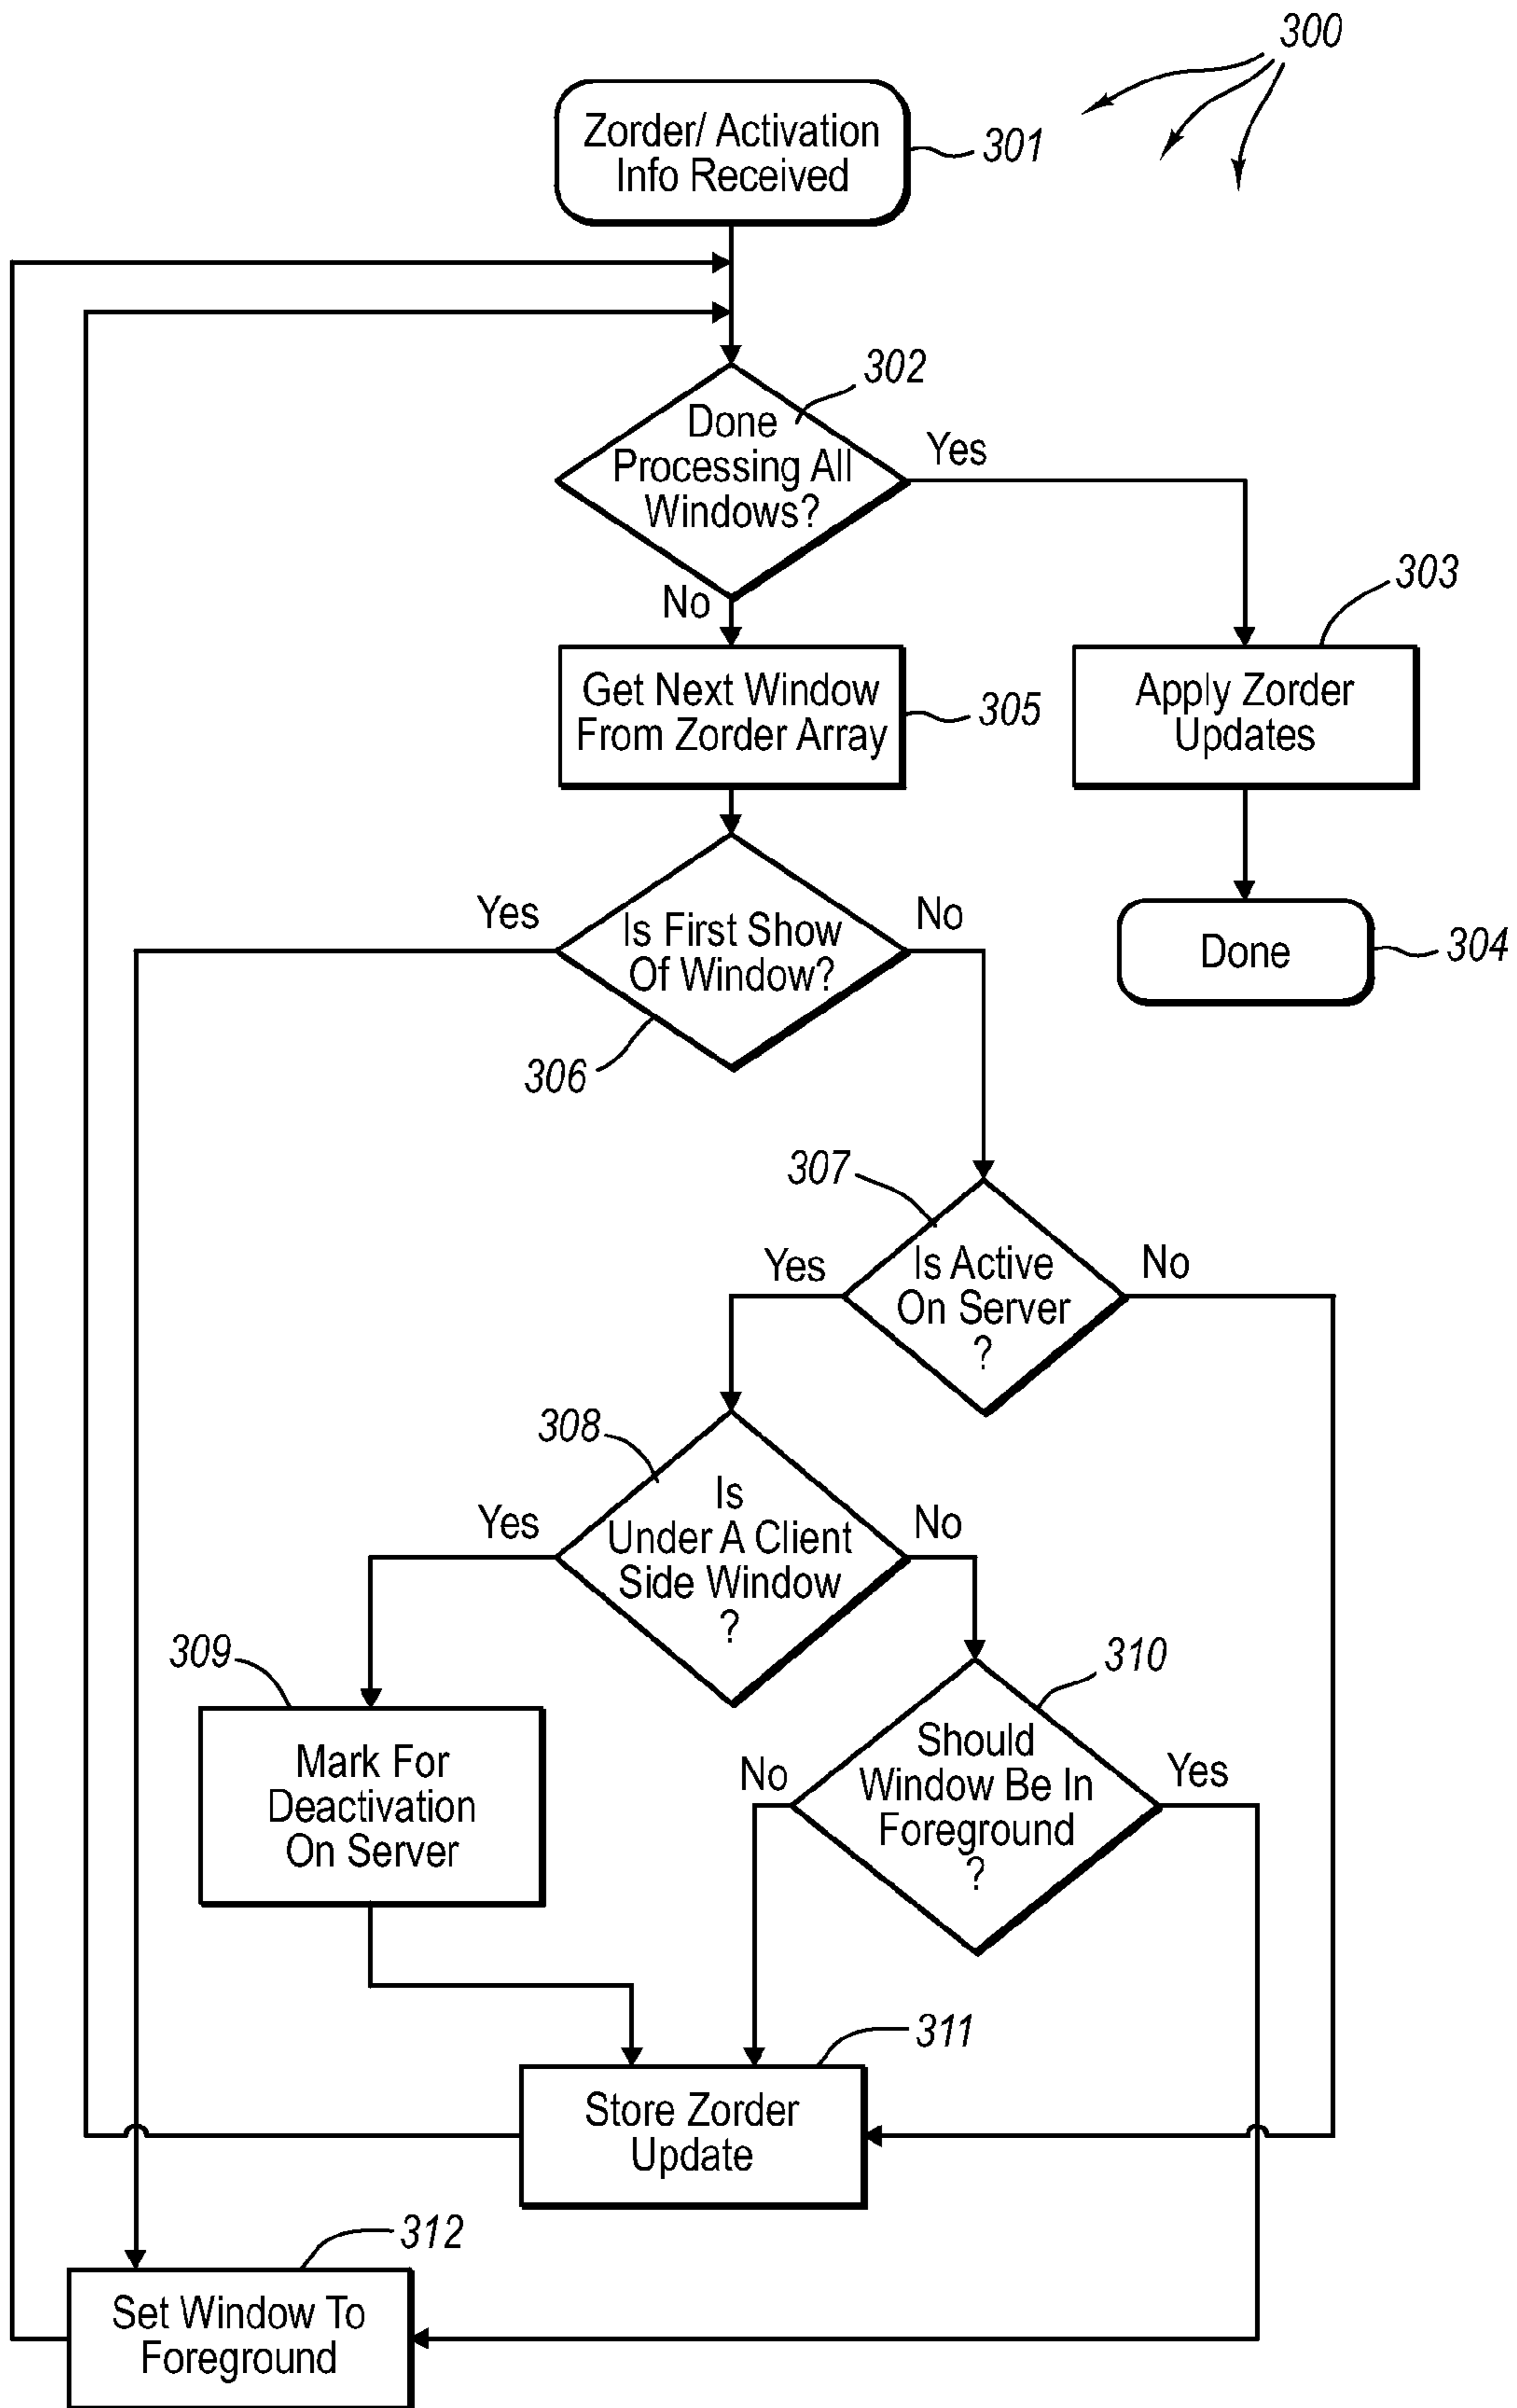 300
Zorder/ Activation
Info Received
301
302
Done
Processing All
Windows?
Yes
No
303
Get Next Window
From Zorder Array
305
Apply Zorder
Updates
Yes
Is First Show
Of Window?
No
306
Done
304
307
Yes
Is Active
On Server
?
No
308
Yes
Is
Under A Client
Side Window
?
No
309
310
Mark For
Deactivation
On Server
No
Should
Window Be In
Foreground
?
Yes
311
Store Zorder
Update
312
Set Window To
Foreground